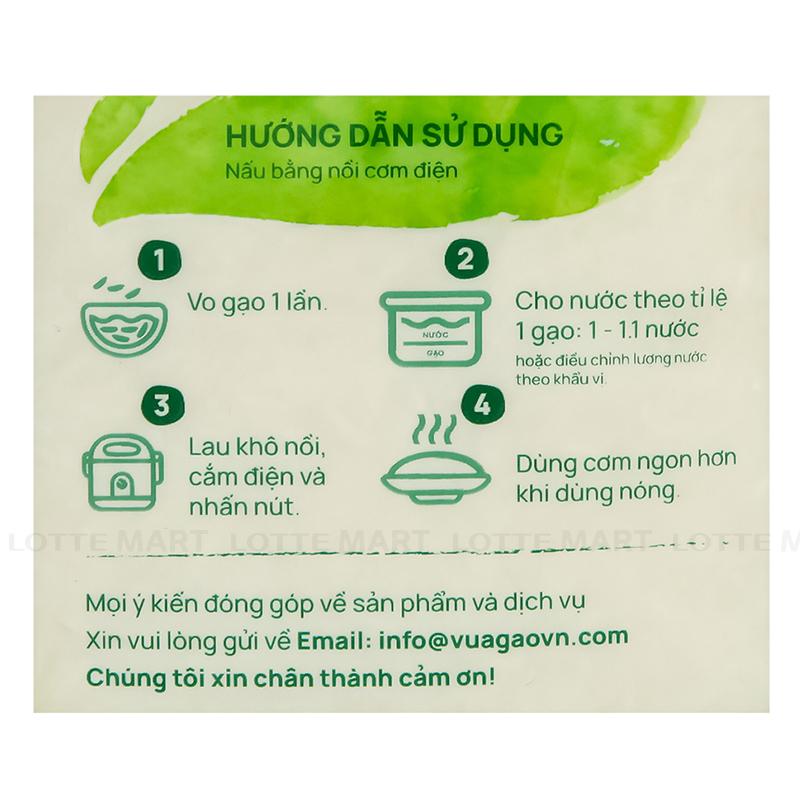 HƯỚNG DẪN SỬ DỤNG
Nấu bằng nồi cơm điện
1
Vo gạo 1 lần.
2
NƯỚC
GẠO
Cho nước theo tỉ lệ
1 gạo: 1 - 1.1 nước
hoặc điều chỉnh lượng nước
theo khẩu vị.
3
Lau khô nồi,
cắm điện và
nhấn nút.
4
Dùng cơm ngon hơn
khi dùng nóng.
LOTTE MART LOTTE MART LOTTE MART LOTTE M
Mọi ý kiến đóng góp về sản phẩm và dịch vụ
Xin vui lòng gửi về Email: info@vuagaovn.com
Chúng tôi xin chân thành cảm ơn!